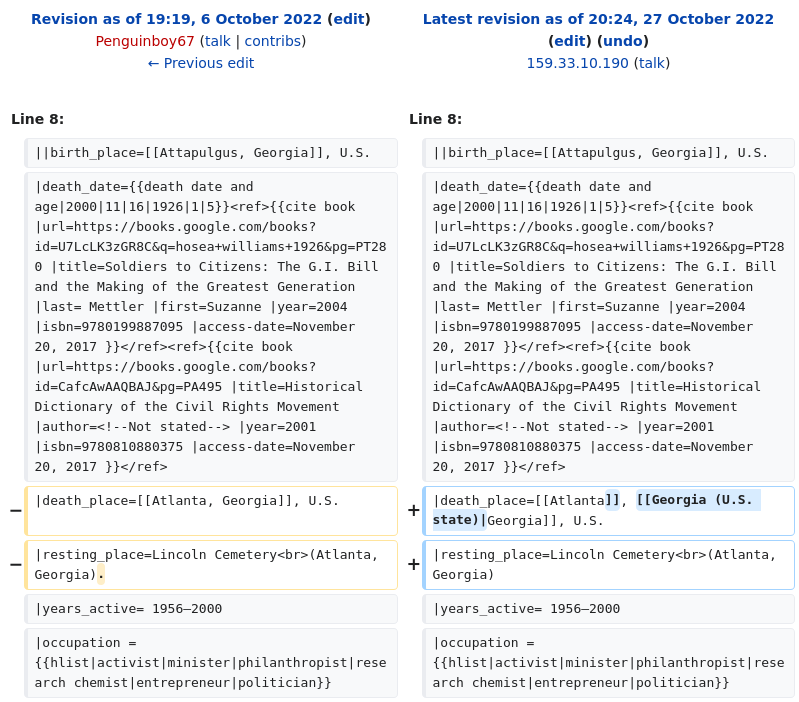 Revision as of 19:19, 6 October 2022 (edit)
Penguinboy67 (talk | contribs)
← Previous edit
Latest revision as of 20:24, 27 October 2022
(edit) (undo)
159.33.10.190 (talk)
Line 8:
Line 8:
||birth_place=[[Attapulgus, Georgia]], U.S.
||birth_place=[[Attapulgus, Georgia]], U.S.
|death_date={{death date and
age|2000|11|16|1926|1|5}}<ref>{{cite book
|url=https://books.google.com/books?
id=U7LcLK3zGR8C&q=hosea+williams+1926&pg=PT28
0 |title=Soldiers to Citizens: The G.I. Bill
and the Making of the Greatest Generation
|last= Mettler |first=Suzanne |year=2004
|isbn=9780199887095 |access-date=November
20, 2017 }}</ref><ref>{{cite book
|url=https://books.google.com/books?
id=CafcAwAAQBAJ&pg=PA495 |title=Historical
Dictionary of the Civil Rights Movement
|author=<!--Not stated--> |year=2001
|isbn=9780810880375 |access-date=November
20, 2017 }}</ref>
|death_date={{death date and
age|2000|11|16|1926|1|5}}<ref>{{cite book
|url=https://books.google.com/books?
id=U7LcLK3zGR8C&q=hosea+williams+1926&pg=PT28
0 |title=Soldiers to Citizens: The G.I. Bill
and the Making of the Greatest Generation
|last= Mettler |first=Suzanne |year=2004
|isbn=9780199887095 |access-date=November
20, 2017 }}</ref><ref>{{cite book
|url=https://books.google.com/books?
id=CafcAwAAQBAJ&pg=PA495 |title=Historical
Dictionary of the Civil Rights Movement
|author=<!--Not stated--> |year=2001
|isbn=9780810880375 |access-date=November
20, 2017 }}</ref>
− |death_place=[[Atlanta, Georgia]], U.S.
+ |death_place=[[Atlanta]], [[Georgia (U.S.
state)|Georgia]], U.S.
− |resting_place=Lincoln Cemetery<br>(Atlanta,
Georgia).
+ |resting_place=Lincoln Cemetery<br>(Atlanta,
Georgia)
|years_active= 1956–2000
|years_active= 1956–2000
|occupation =
{{hlist|activist|minister|philanthropist|rese
arch chemist|entrepreneur|politician}}
|occupation =
{{hlist|activist|minister|philanthropist|rese
arch chemist|entrepreneur|politician}}